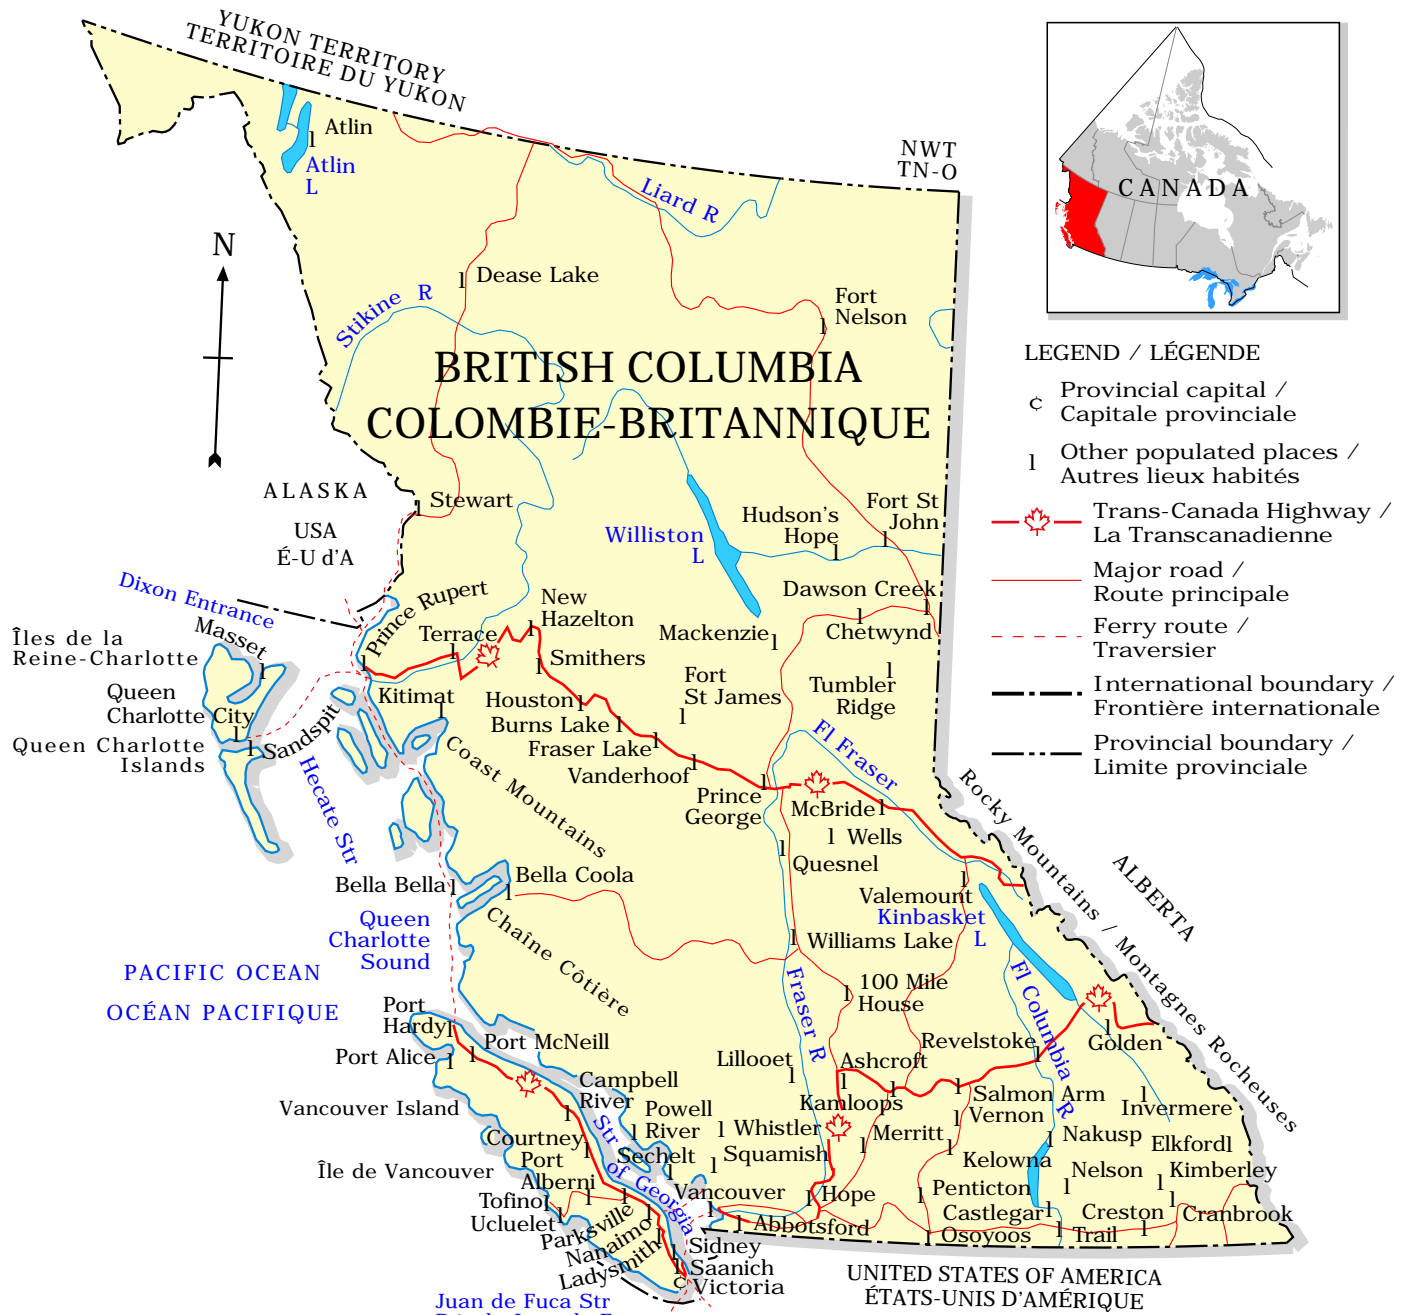 YUKON TERRITORY
TERRITOIRE DU YUKON
NWT
TN-O
CANADA
Atlin
Atlin
L
Liard R
N
Dease Lake
Stikine R
Fort
Nelson
BRITISH COLUMBIA
COLOMBIE-BRITANNIQUE
LEGEND / LÉGENDE
¢ Provincial capital /
Capitale provinciale
l Other populated places /
Autres lieux habités
Trans-Canada Highway /
La Transcanadienne
Major road /
Route principale
Ferry route /
Traversier
International boundary /
Frontière internationale
Provincial boundary /
Limite provinciale
ALASKA
USA
É-U d'A
Stewart
Williston
L
Hudson's
Hope
Fort St
John
Dixon Entrance
Prince Rupert
Terrace
New
Hazelton
Dawson Creek
Chetwynd
Mackenzie
Îles de la
Reine-Charlotte
Masset
Queen
Charlotte City
Queen Charlotte
Islands
Sandspit
Kitimat
Smithers
Houston
Burns Lake
Fraser Lake
Vanderhoof
Fort
St James
Tumbler
Ridge
Hecate Str
Coast Mountains
Fl Fraser
Prince
George
McBride
Wells
Quesnel
Rocky Mountains / Montagnes Rocheuses
ALBERTA
Bella Bella
Bella Coola
Valemount
Kinbasket
L
Queen
Charlotte
Sound
Chaîne Côtière
Williams Lake
PACIFIC OCEAN
OCÉAN PACIFIQUE
Fraser R
100 Mile
House
Fl Columbia R
Port
Hardy
Port McNeill
Port Alice
Revelstoke
Golden
Lillooet
Ashcroft
Campbell
River
Kamloops
Salmon Arm
Vernon
Invermere
Vancouver Island
Powell
River
Whistler
Merritt
Nakusp
Elkford
Courtney
Str of Georgia
Sechelt
Squamish
Kelowna
Nelson
Kimberley
Île de Vancouver
Port
Alberni
Vancouver
Hope
Penticton
Tofino
Castlegar
Creston
Cranbrook
Ucluelet
Parksville
Abbotsford
Osoyoos
Trail
Nanaimo
Ladysmith
Sidney
Saanich
Victoria
UNITED STATES OF AMERICA
ÉTATS-UNIS D'AMÉRIQUE
Juan de Fuca Str